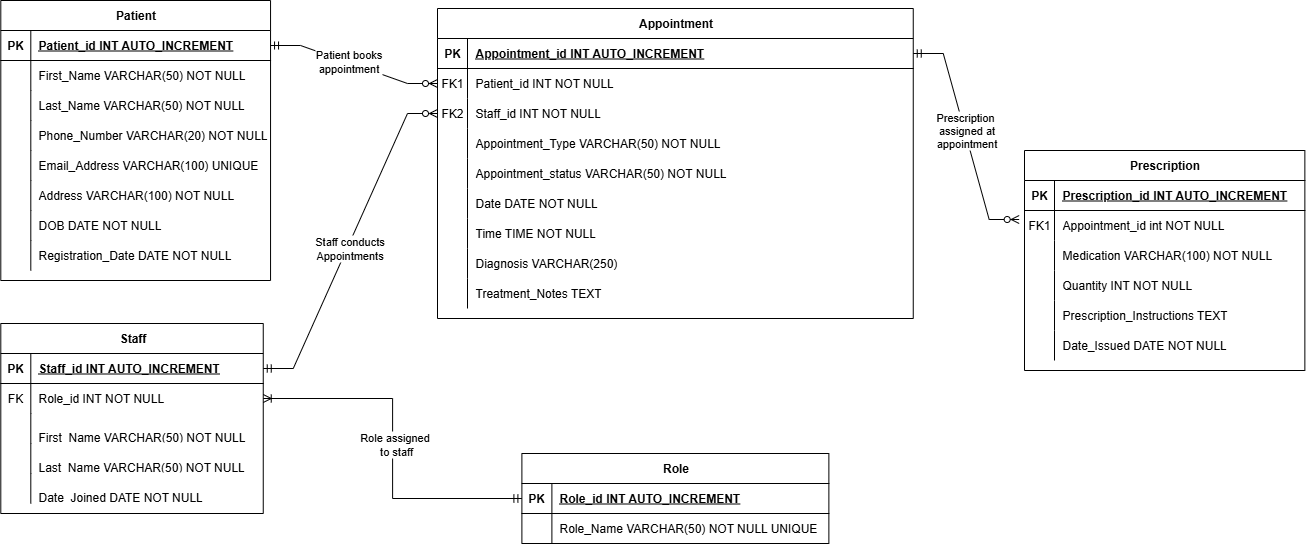 Patient
PK Patient_id INT AUTO_INCREMENT
First_Name VARCHAR(50) NOT NULL
Last_Name VARCHAR(50) NOT NULL
Phone_Number VARCHAR(20) NOT NULL
Email_Address VARCHAR(100) UNIQUE
Address VARCHAR(100) NOT NULL
DOB DATE NOT NULL
Registration_Date DATE NOT NULL
Patient books
appointment
Appointment
PK Appointment_id INT AUTO_INCREMENT
FK1 Patient_id INT NOT NULL
FK2 Staff_id INT NOT NULL
Appointment_Type VARCHAR(50) NOT NULL
Appointment_status VARCHAR(50) NOT NULL
Date DATE NOT NULL
Time TIME NOT NULL
Diagnosis VARCHAR(250)
Treatment_Notes TEXT
Prescription
assigned at
appointment
Prescription
PK Prescription_id INT AUTO_INCREMENT
FK1 Appointment_id int NOT NULL
Medication VARCHAR(100) NOT NULL
Quantity INT NOT NULL
Prescription_Instructions TEXT
Date_Issued DATE NOT NULL
Staff conducts
Appointments
Staff
PK Staff_id INT AUTO_INCREMENT
FK Role_id INT NOT NULL
First_Name VARCHAR(50) NOT NULL
Last_Name VARCHAR(50) NOT NULL
Date_Joined DATE NOT NULL
Role assigned
to staff
Role
PK Role_id INT AUTO_INCREMENT
Role_Name VARCHAR(50) NOT NULL UNIQUE